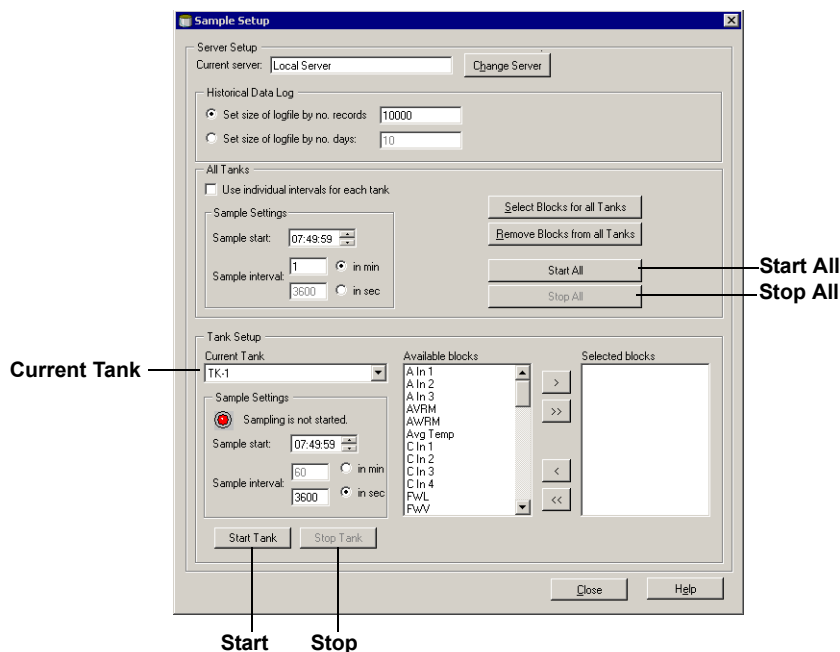 Sample Setup
Server Setup
Current server: Local Server Change Server
Historical Data Log
Set size of logfile by no. records 10000
Set size of logfile by no. days: 10
All Tanks
Use individual intervals for each tank
Select Blocks for all Tanks
Sample Settings
Remove Blocks from all Tanks
Sample start: 07:49:59
Start All Start All
Sample interval: 1 in min
3600 in sec
Stop All Stop All
Tank Setup
Current Tank Current Tank
TK-1
Available blocks
Selected blocks
A In 1
A In 2
A In 3
AVRM
AWRM
Avg Temp
C In 1
C In 2
C In 3
C In 4
FWL
FWV
>
>>
<
<<
Sample Settings
Sampling is not started.
Sample start: 07:49:59
Sample interval: 60 in min
3600 in sec
Start Tank Stop Tank
Close Help
Start Stop